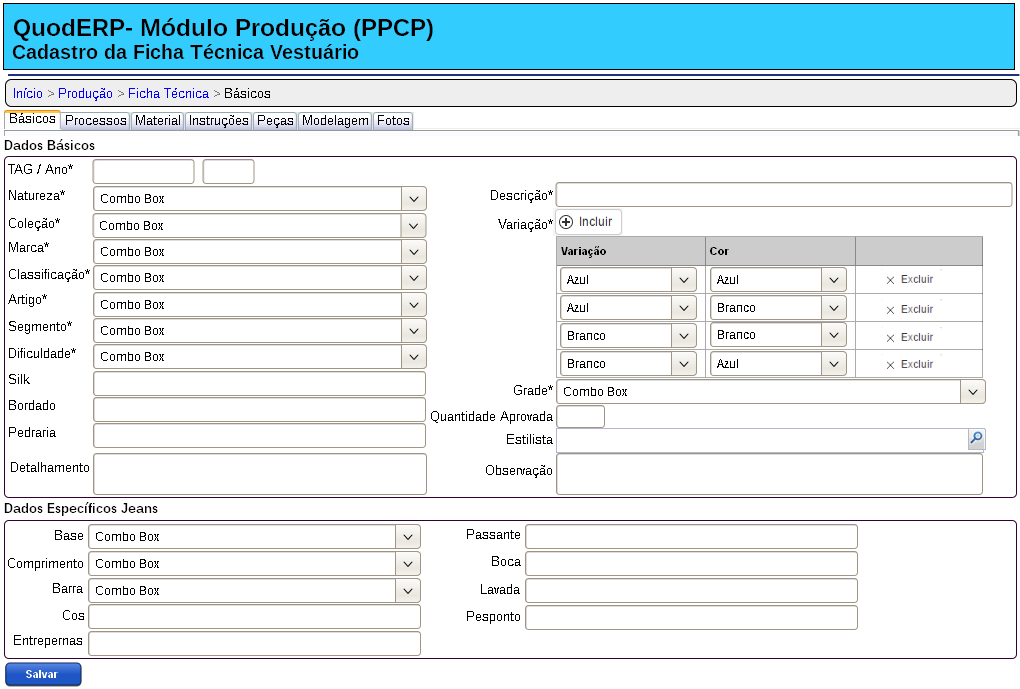 QuodERP- Módulo Produção (PPCP)
Cadastro da Ficha Técnica Vestuário
Início > Produção > Ficha Técnica > Básicos
Básicos Processos Material Instruções Peças Modelagem Fotos
Dados Básicos
TAG / Ano*
Natureza* Combo Box Descrição*
Coleção* Combo Box Variação* Incluir
Marca* Combo Box Variação Cor
Classificação* Combo Box Azul Azul Excluir
Artigo* Combo Box Azul Branco Excluir
Segmento* Combo Box Branco Branco Excluir
Dificuldade* Combo Box Branco Azul Excluir
Silk Grade* Combo Box
Bordado Quantidade Aprovada
Pedraria Estilista
Detalhamento Observação
Dados Específicos Jeans
Base Combo Box Passante
Comprimento Combo Box Boca
Barra Combo Box Lavada
Cos Pesponto
Entrepernas
Salvar